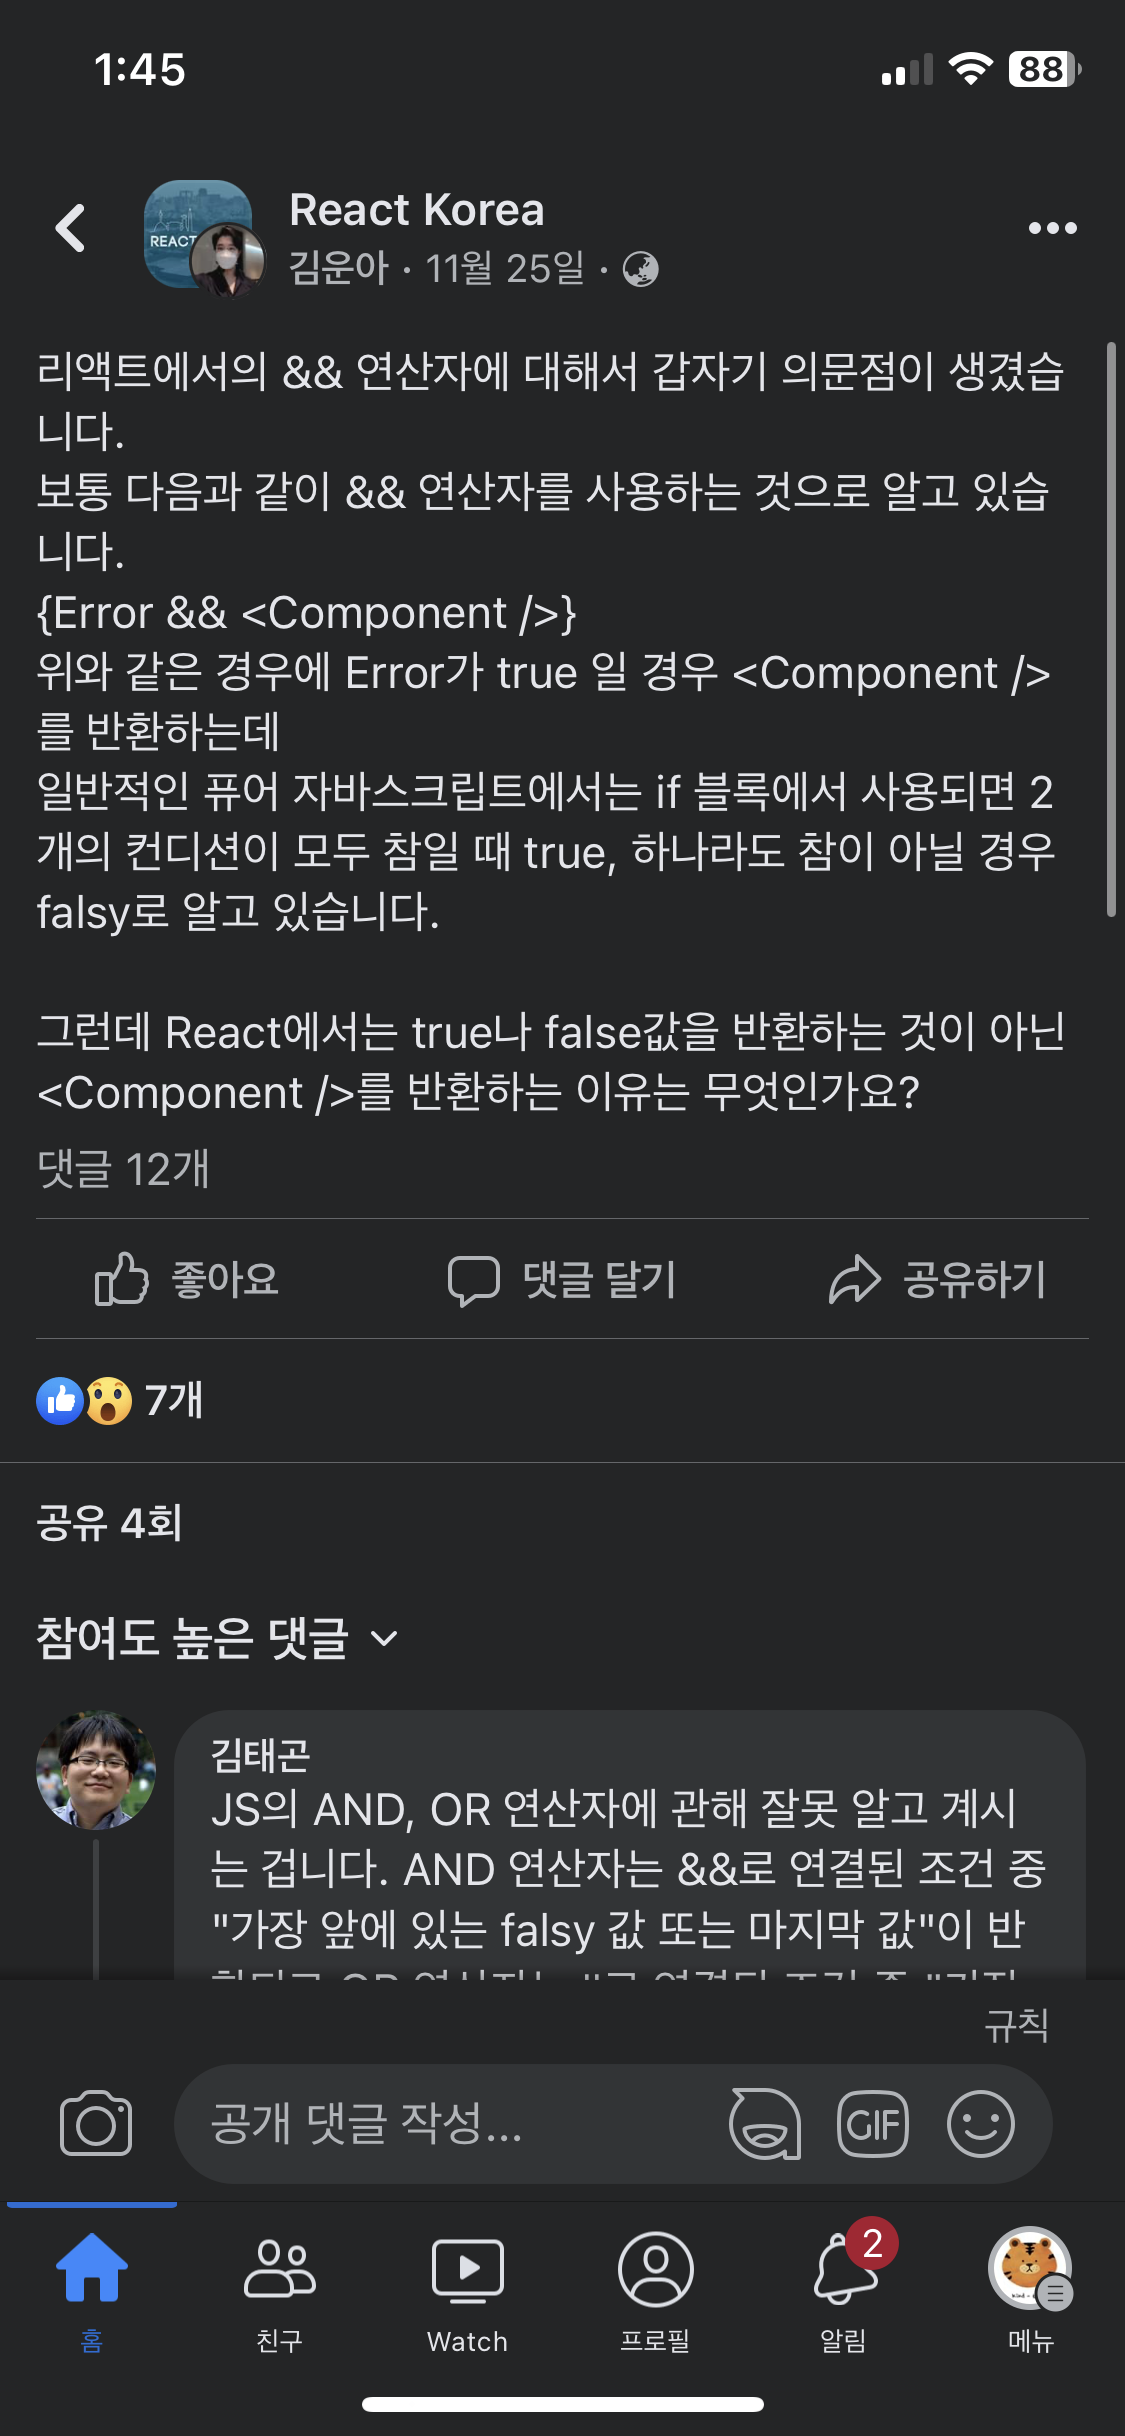 1:45
88
React Korea
REACT
김운아 · 11월 25일 ·
리액트에서의 && 연산자에 대해서 갑자기 의문점이 생겼습
니다.
보통 다음과 같이 && 연산자를 사용하는 것으로 알고 있습
니다.
{Error && <Component />}
위와 같은 경우에 Error가 true 일 경우 <Component />
를 반환하는데
일반적인 퓨어 자바스크립트에서는 if 블록에서 사용되면 2
개의 컨디션이 모두 참일 때 true, 하나라도 참이 아닐 경우
falsy로 알고 있습니다.
그런데 React에서는 true나 false값을 반환하는 것이 아닌
<Component />를 반환하는 이유는 무엇인가요?
댓글 12개
좋아요 댓글 달기 공유하기
7개
공유 4회
참여도 높은 댓글
김태곤
JS의 AND, OR 연산자에 관해 잘못 알고 계시
는 겁니다. AND 연산자는 &&로 연결된 조건 중
"가장 앞에 있는 falsy 값 또는 마지막 값"이 반
규칙
공개 댓글 작성...
GIF
2
홈 친구 Watch 프로필 알림 메뉴